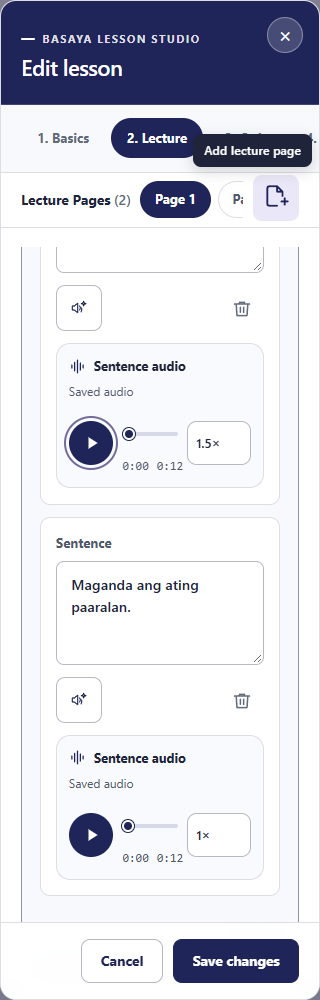 BASAYA LESSON STUDIO
Edit lesson
1. Basics
2. Lecture
Add lecture page
Lecture Pages (2)
Page 1
Sentence audio
Saved audio
1.5×
0:00 0:12
Sentence
Maganda ang ating
paaralan.
Sentence audio
Saved audio
1×
0:00 0:12
Cancel
Save changes